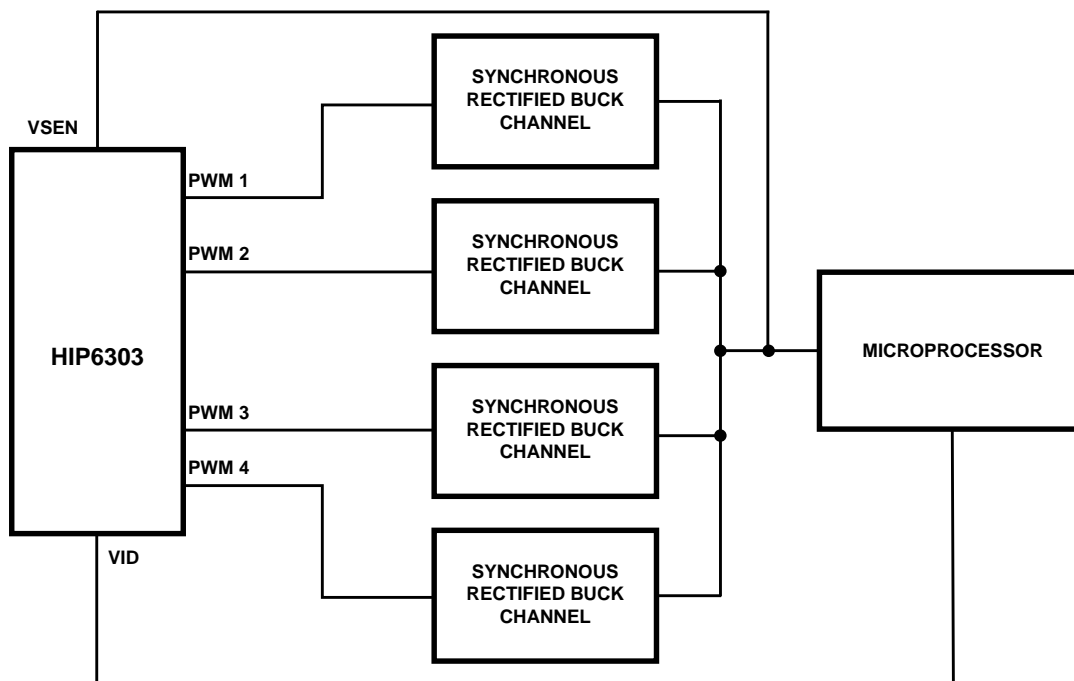 SYNCHRONOUS
RECTIFIED BUCK
CHANNEL
VSEN
PWM 1
SYNCHRONOUS
RECTIFIED BUCK
CHANNEL
PWM 2
HIP6303
MICROPROCESSOR
PWM 3
SYNCHRONOUS
RECTIFIED BUCK
CHANNEL
PWM 4
VID
SYNCHRONOUS
RECTIFIED BUCK
CHANNEL